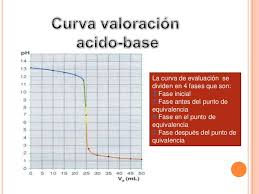 Curva valoración
acido-base
pH
14
13
12
11
10
9
8
7
6
5
4
3
2
1
0
0 5 10 15 20 25 30 35 40 45 50
(mL)
La curva de evaluación se
dividen en 4 fases que son:
Fase inicial
Fase antes del punto de
equivalencia
Fase en el punto de
equivalencia
Fase después del punto de
quivalencia